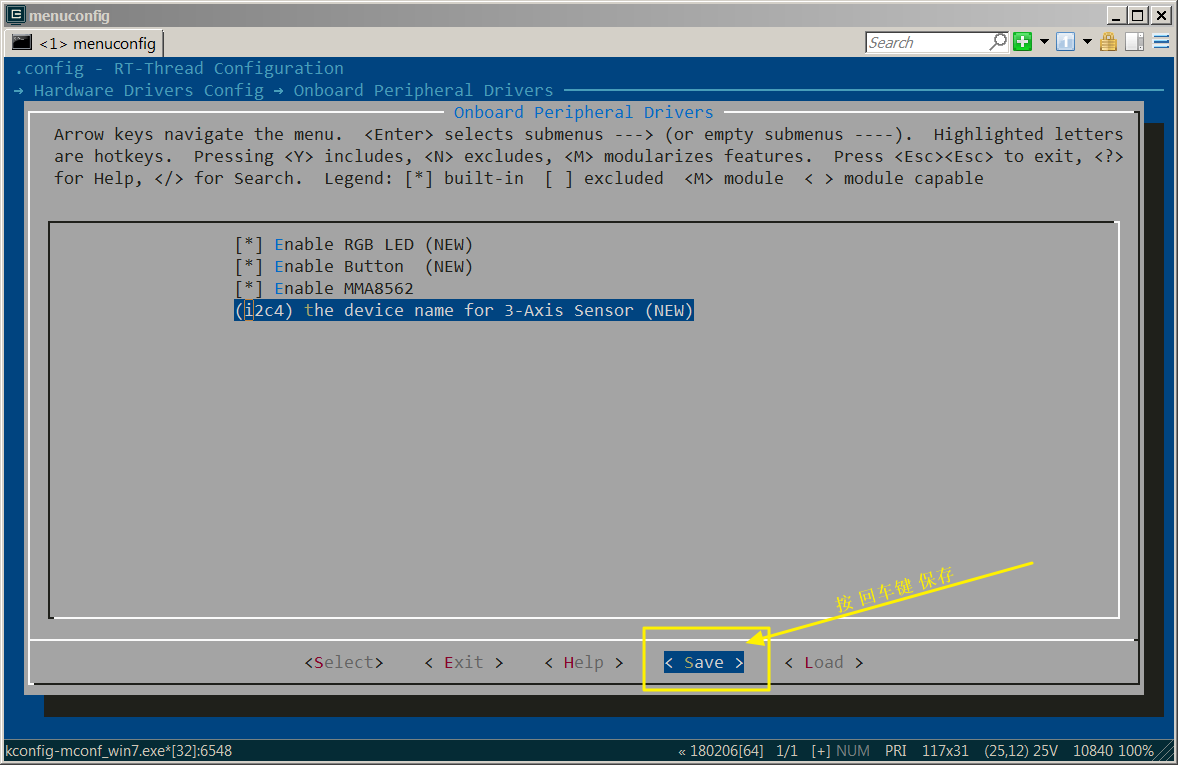 menuconfig
<1> menuconfig
Search
.config - RT-Thread Configuration
→ Hardware Drivers Config → Onboard Peripheral Drivers
Onboard Peripheral Drivers
Arrow keys navigate the menu.  <Enter> selects submenus ---> (or empty submenus ----).  Highlighted letters
are hotkeys.  Pressing <Y> includes, <N> excludes, <M> modularizes features.  Press <Esc><Esc> to exit, <?>
for Help, </> for Search.  Legend: [*] built-in  [ ] excluded  <M> module  < > module capable
[*] Enable RGB LED (NEW)
[*] Enable Button  (NEW)
[*] Enable MMA8562
(i2c4) the device name for 3-Axis Sensor (NEW)
按 回车键 保存
<Select>    < Exit >    < Help >    < Save >    < Load >
kconfig-mconf_win7.exe*[32]:6548    « 180206[64]  1/1  [+] NUM  PRI  117x31  (25,12) 25V  10840 100%